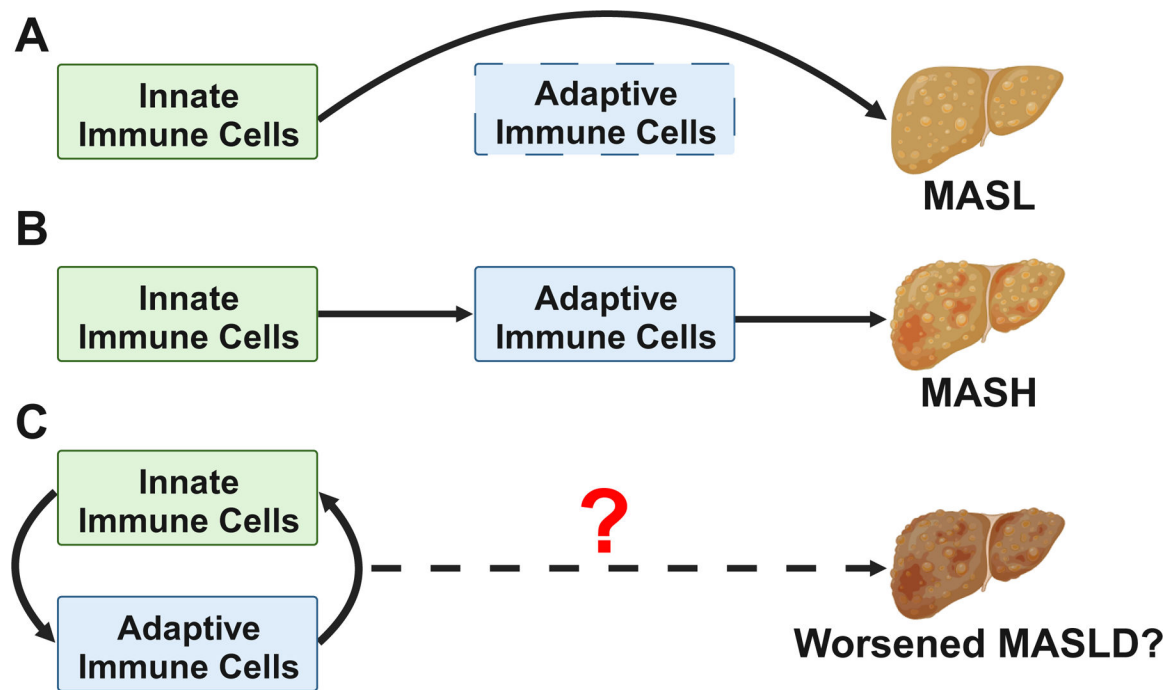 A
Innate
Immune Cells
Adaptive
Immune Cells
MASL
B
Innate
Immune Cells
Adaptive
Immune Cells
MASH
C
Innate
Immune Cells
?
Adaptive
Immune Cells
Worsened MASLD?